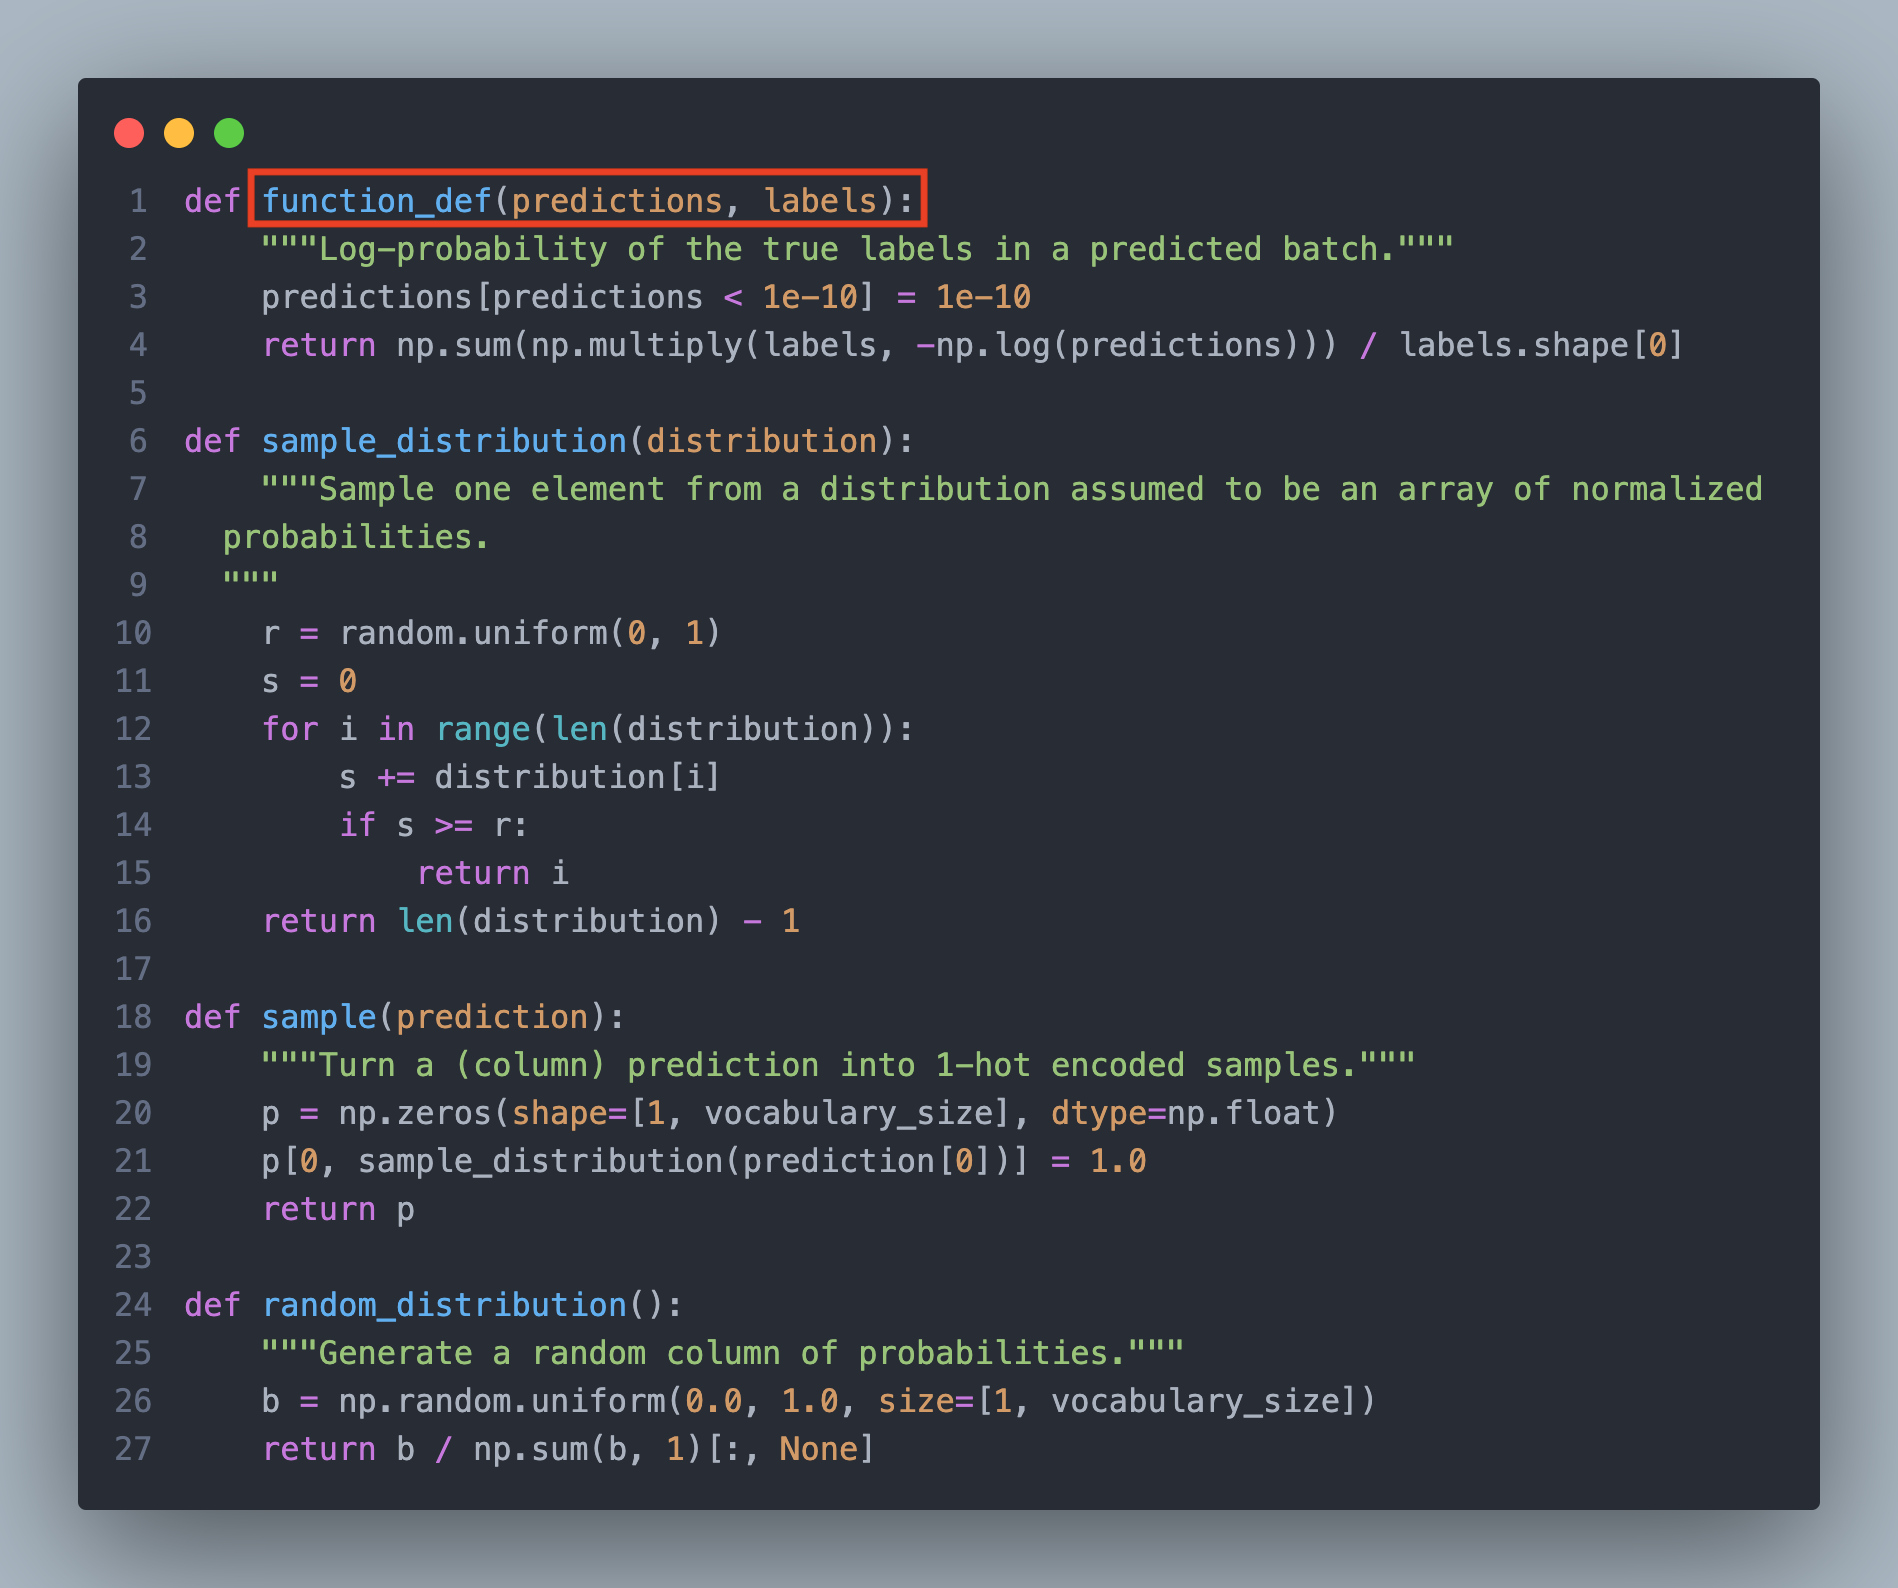 1 def function_def(predictions, labels):
2     """Log-probability of the true labels in a predicted batch."""
3     predictions[predictions < 1e-10] = 1e-10
4     return np.sum(np.multiply(labels, -np.log(predictions))) / labels.shape[0]
5
6 def sample_distribution(distribution):
7     """Sample one element from a distribution assumed to be an array of normalized
8   probabilities.
9   """
10     r = random.uniform(0, 1)
11     s = 0
12     for i in range(len(distribution)):
13         s += distribution[i]
14         if s >= r:
15             return i
16     return len(distribution) - 1
17
18 def sample(prediction):
19     """Turn a (column) prediction into 1-hot encoded samples."""
20     p = np.zeros(shape=[1, vocabulary_size], dtype=np.float)
21     p[0, sample_distribution(prediction[0])] = 1.0
22     return p
23
24 def random_distribution():
25     """Generate a random column of probabilities."""
26     b = np.random.uniform(0.0, 1.0, size=[1, vocabulary_size])
27     return b / np.sum(b, 1)[:, None]